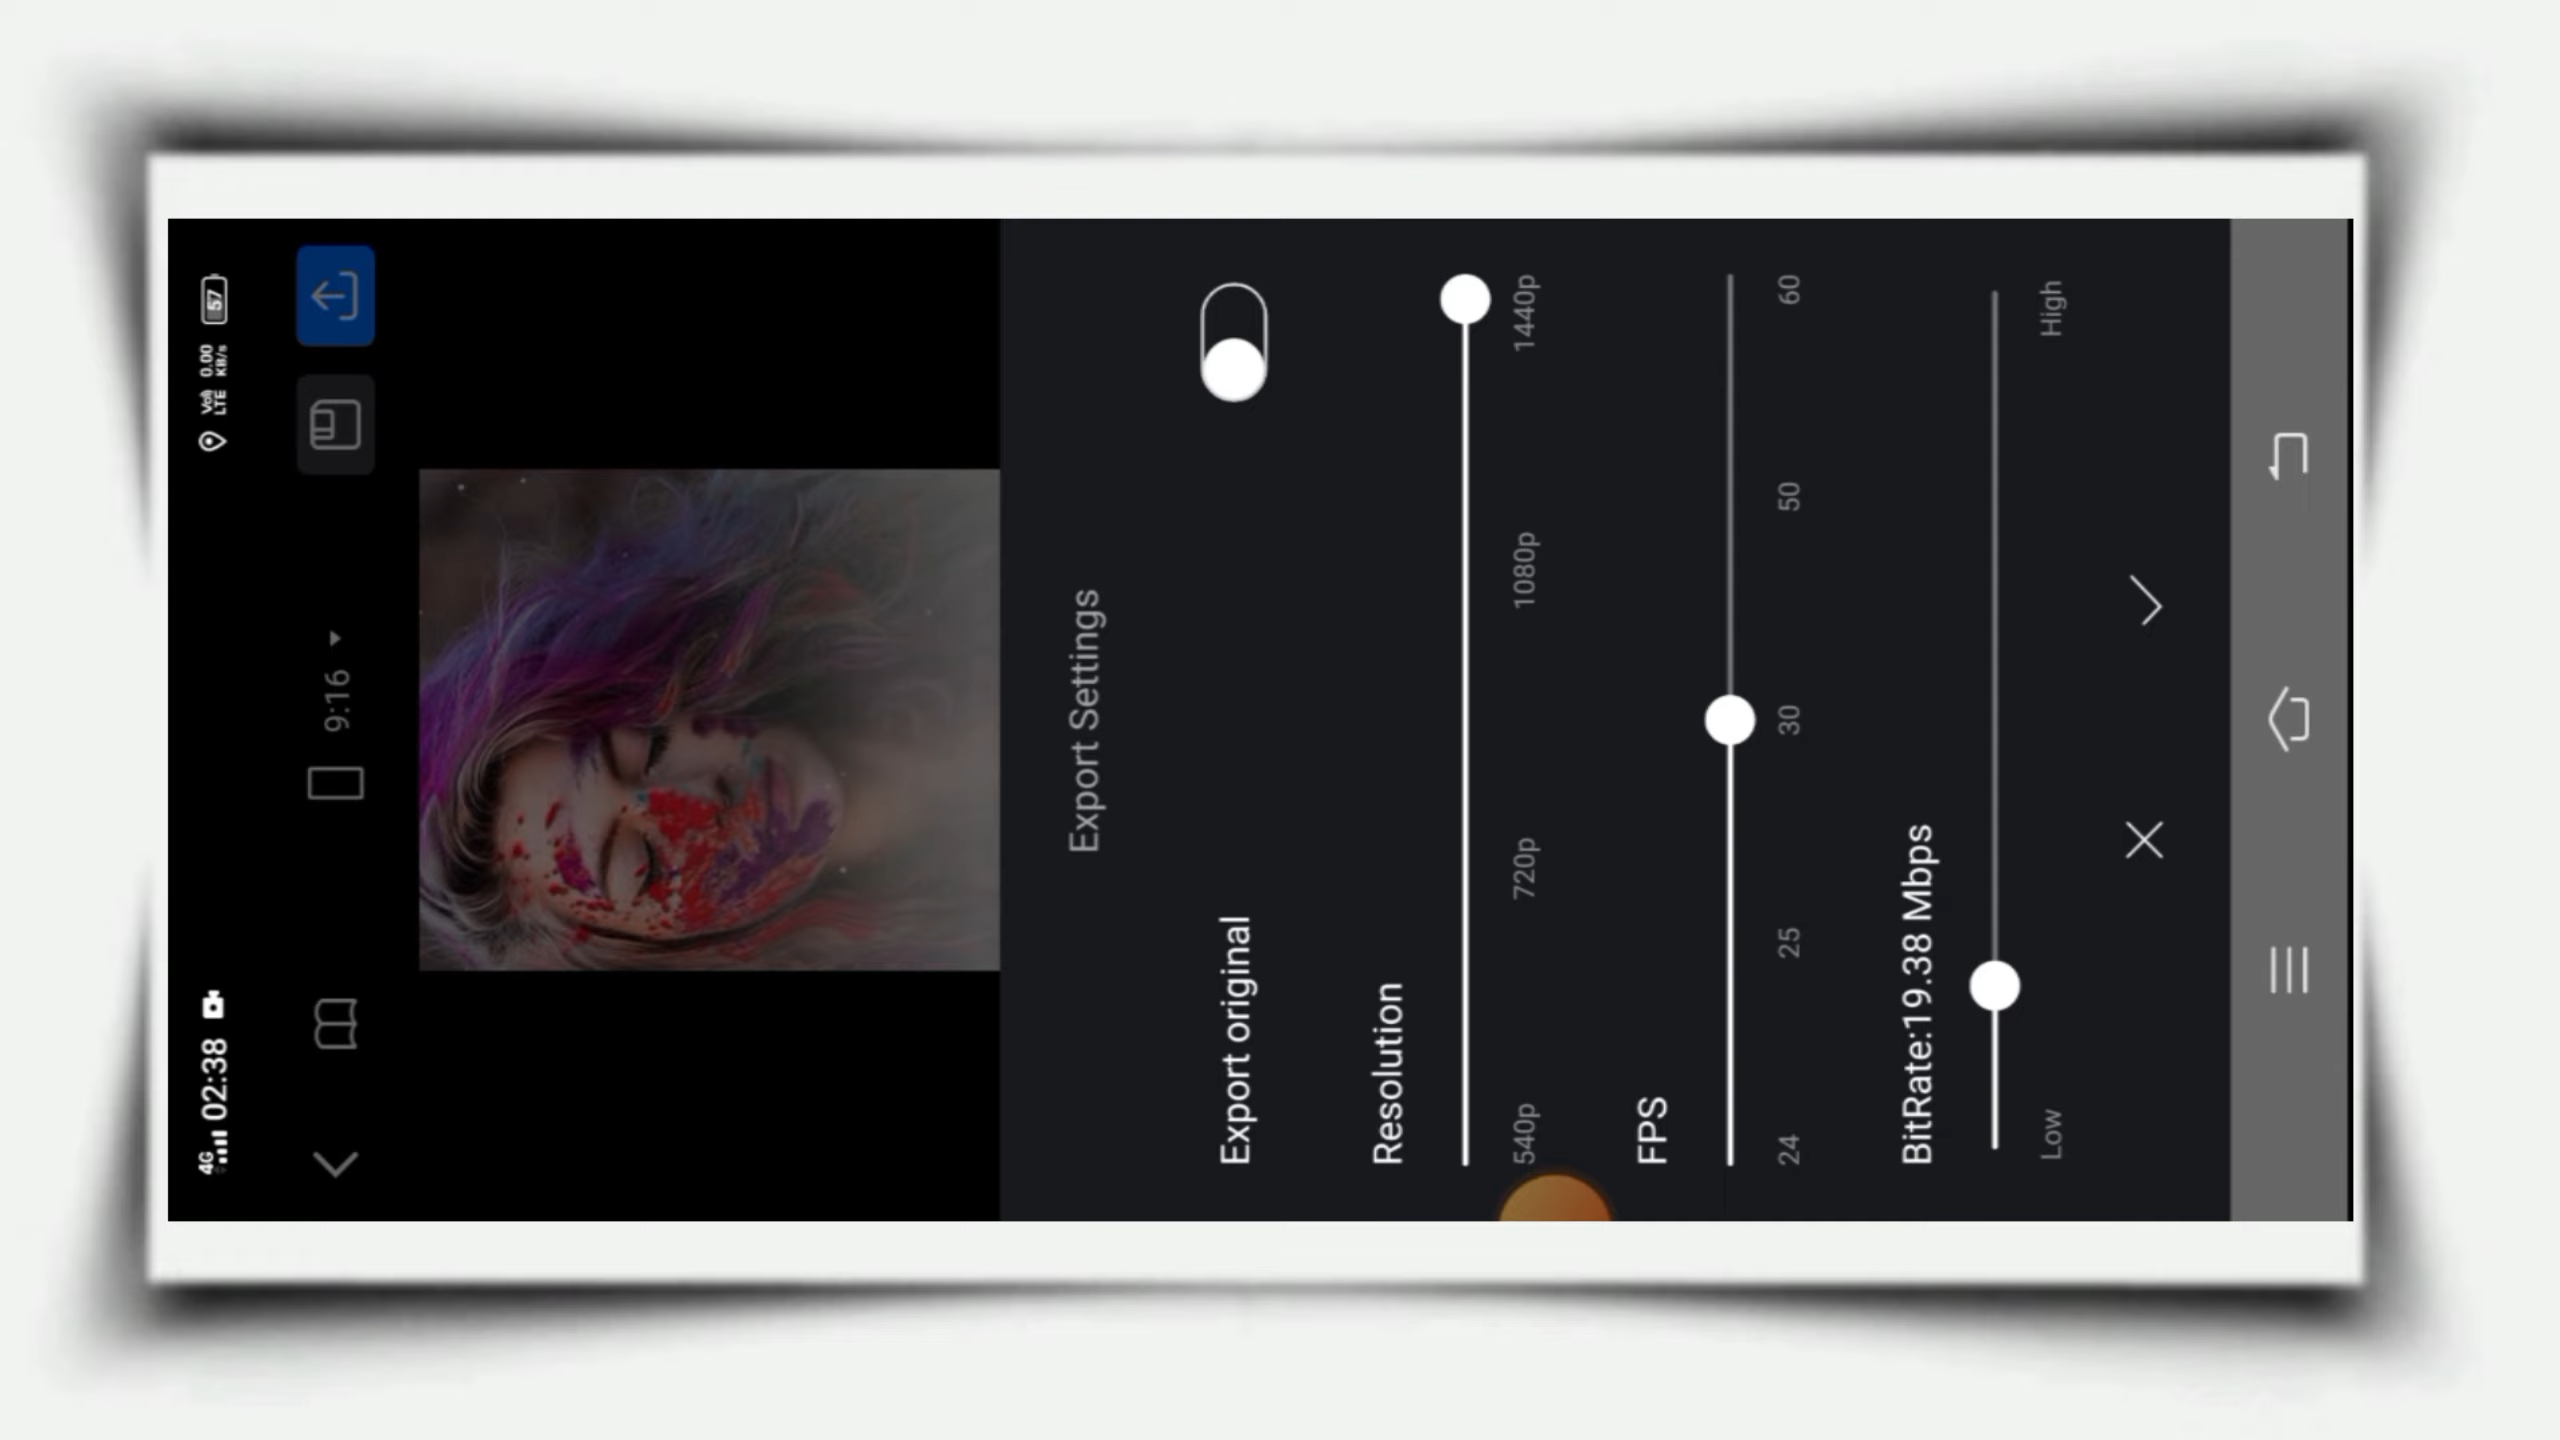 4G 02:38 Vo) LTE 0.00 KB/s 57
9:16
Export Settings
Export original
Resolution
540p 720p 1080p 1440p
FPS
24 25 30 50 60
BitRate:19.38 Mbps
Low High